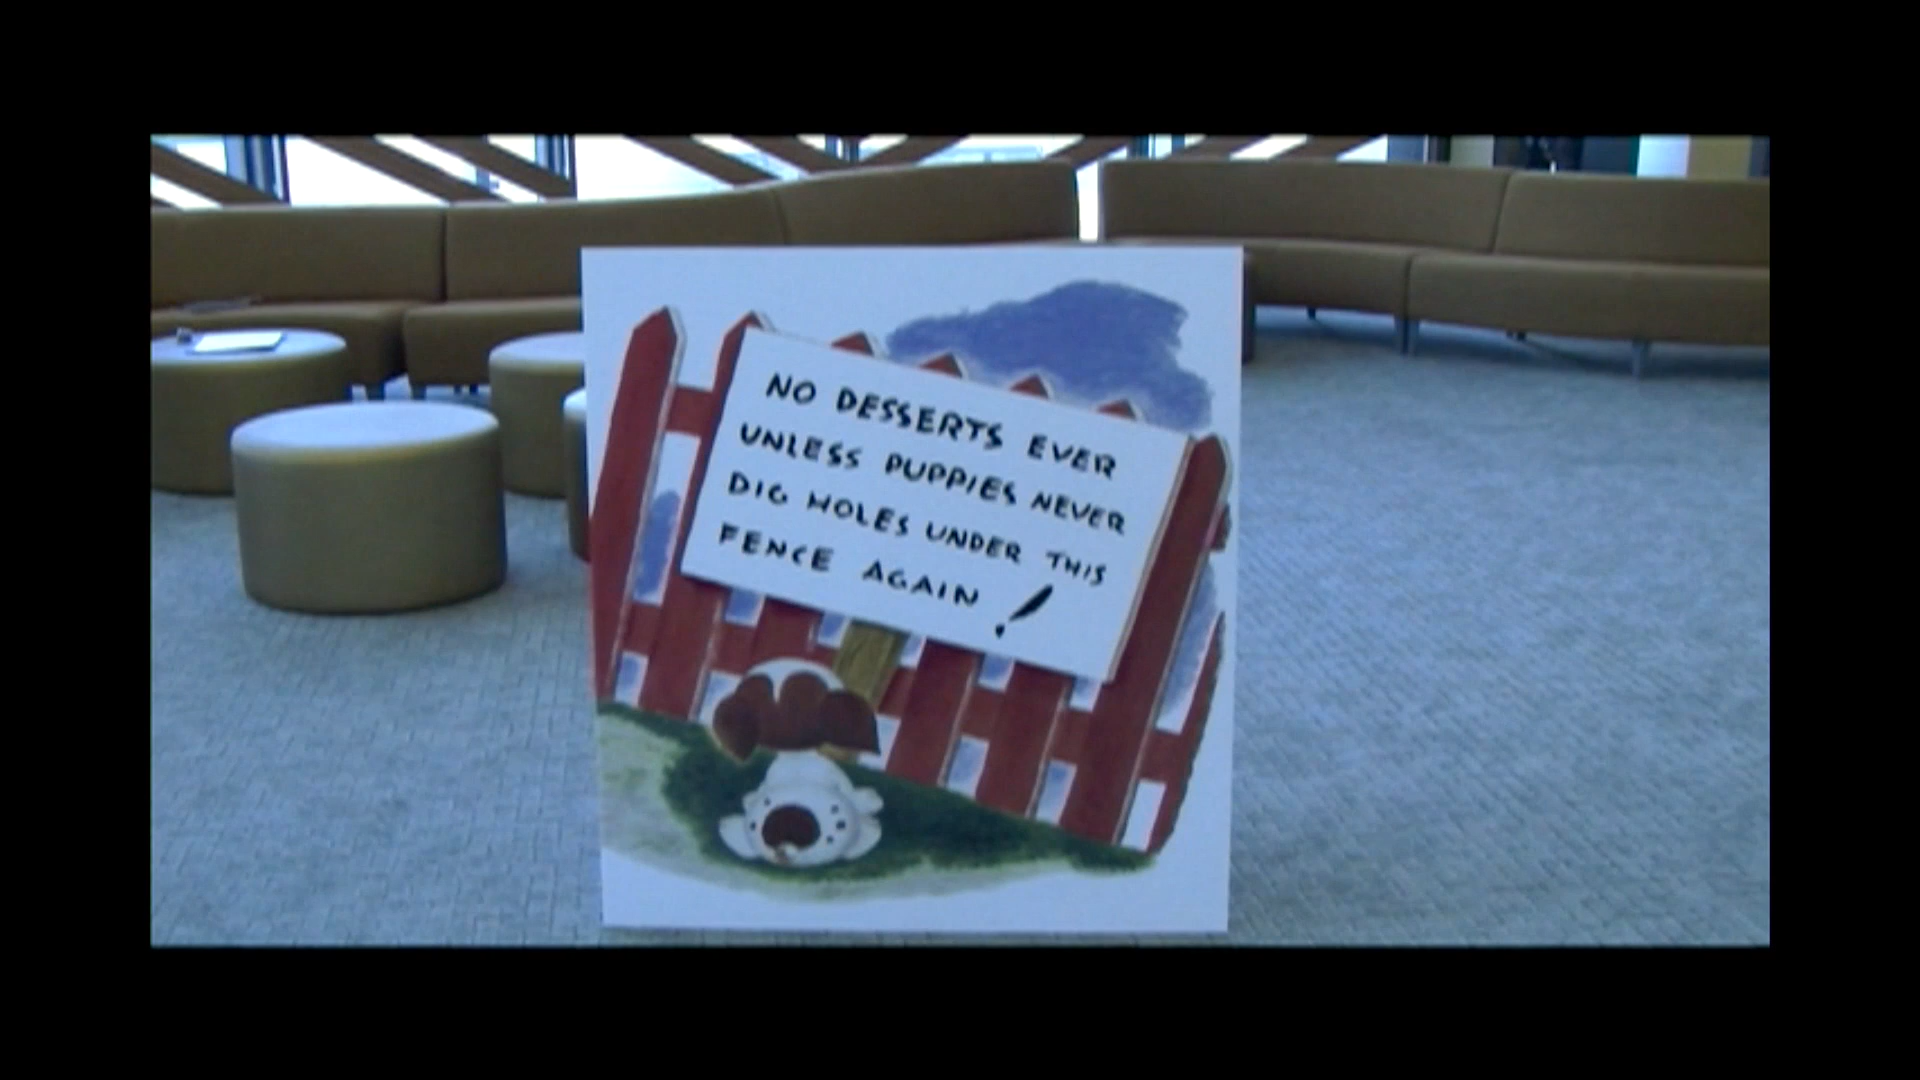 NO DESSERTS EVER
UNLESS PUPPIES NEVER
DIG HOLES UNDER THIS
FENCE AGAIN !